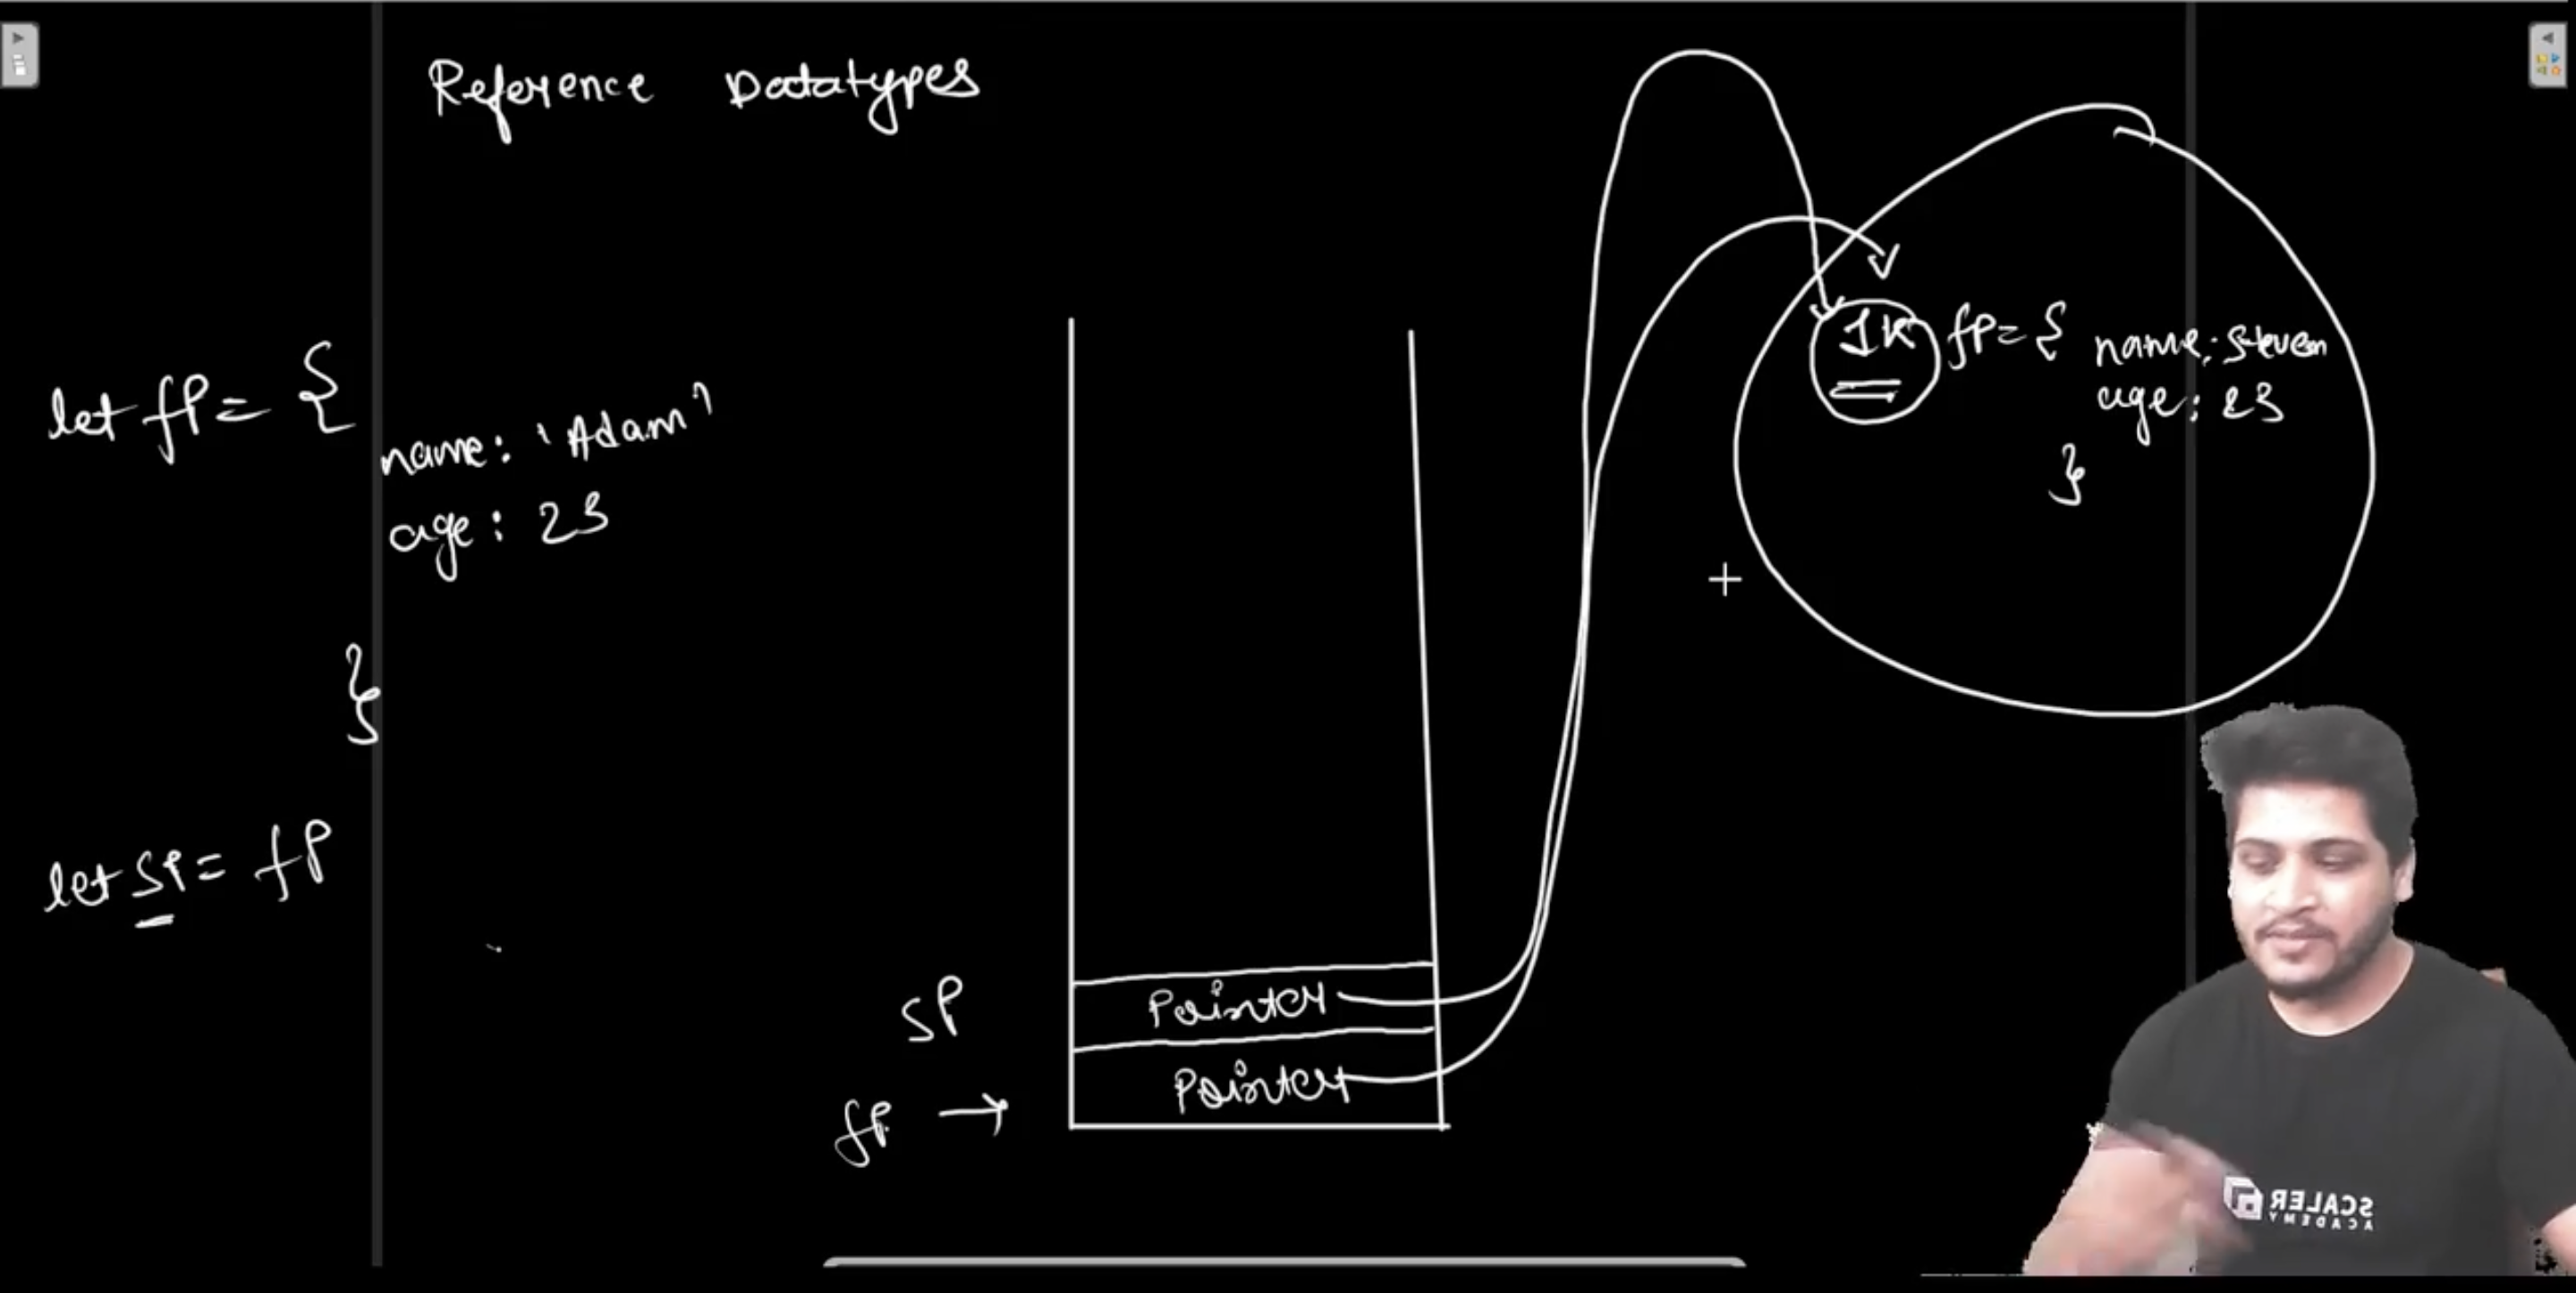 Reference Datatypes
let fP = {
name: 'Adam'
age: 23
}
let SP = fP
SP
fP →
Pointer
Pointer
1K fP = { name: Steven
age: 23
}
SCALER
ACADEMY